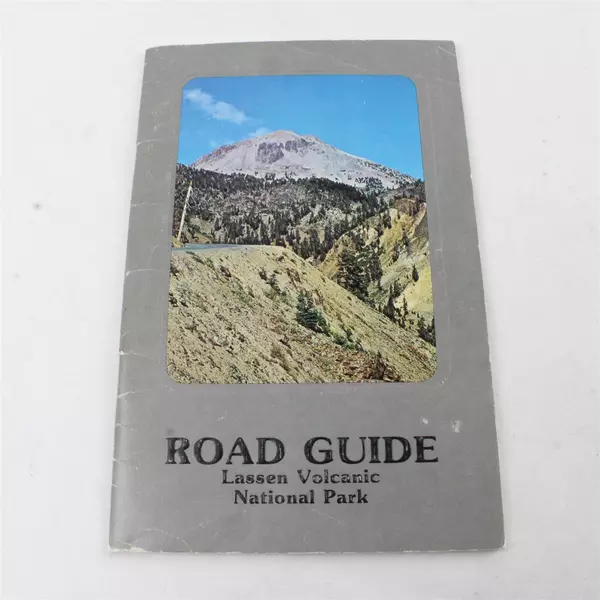 ROAD GUIDE
Lassen Volcanic
National Park